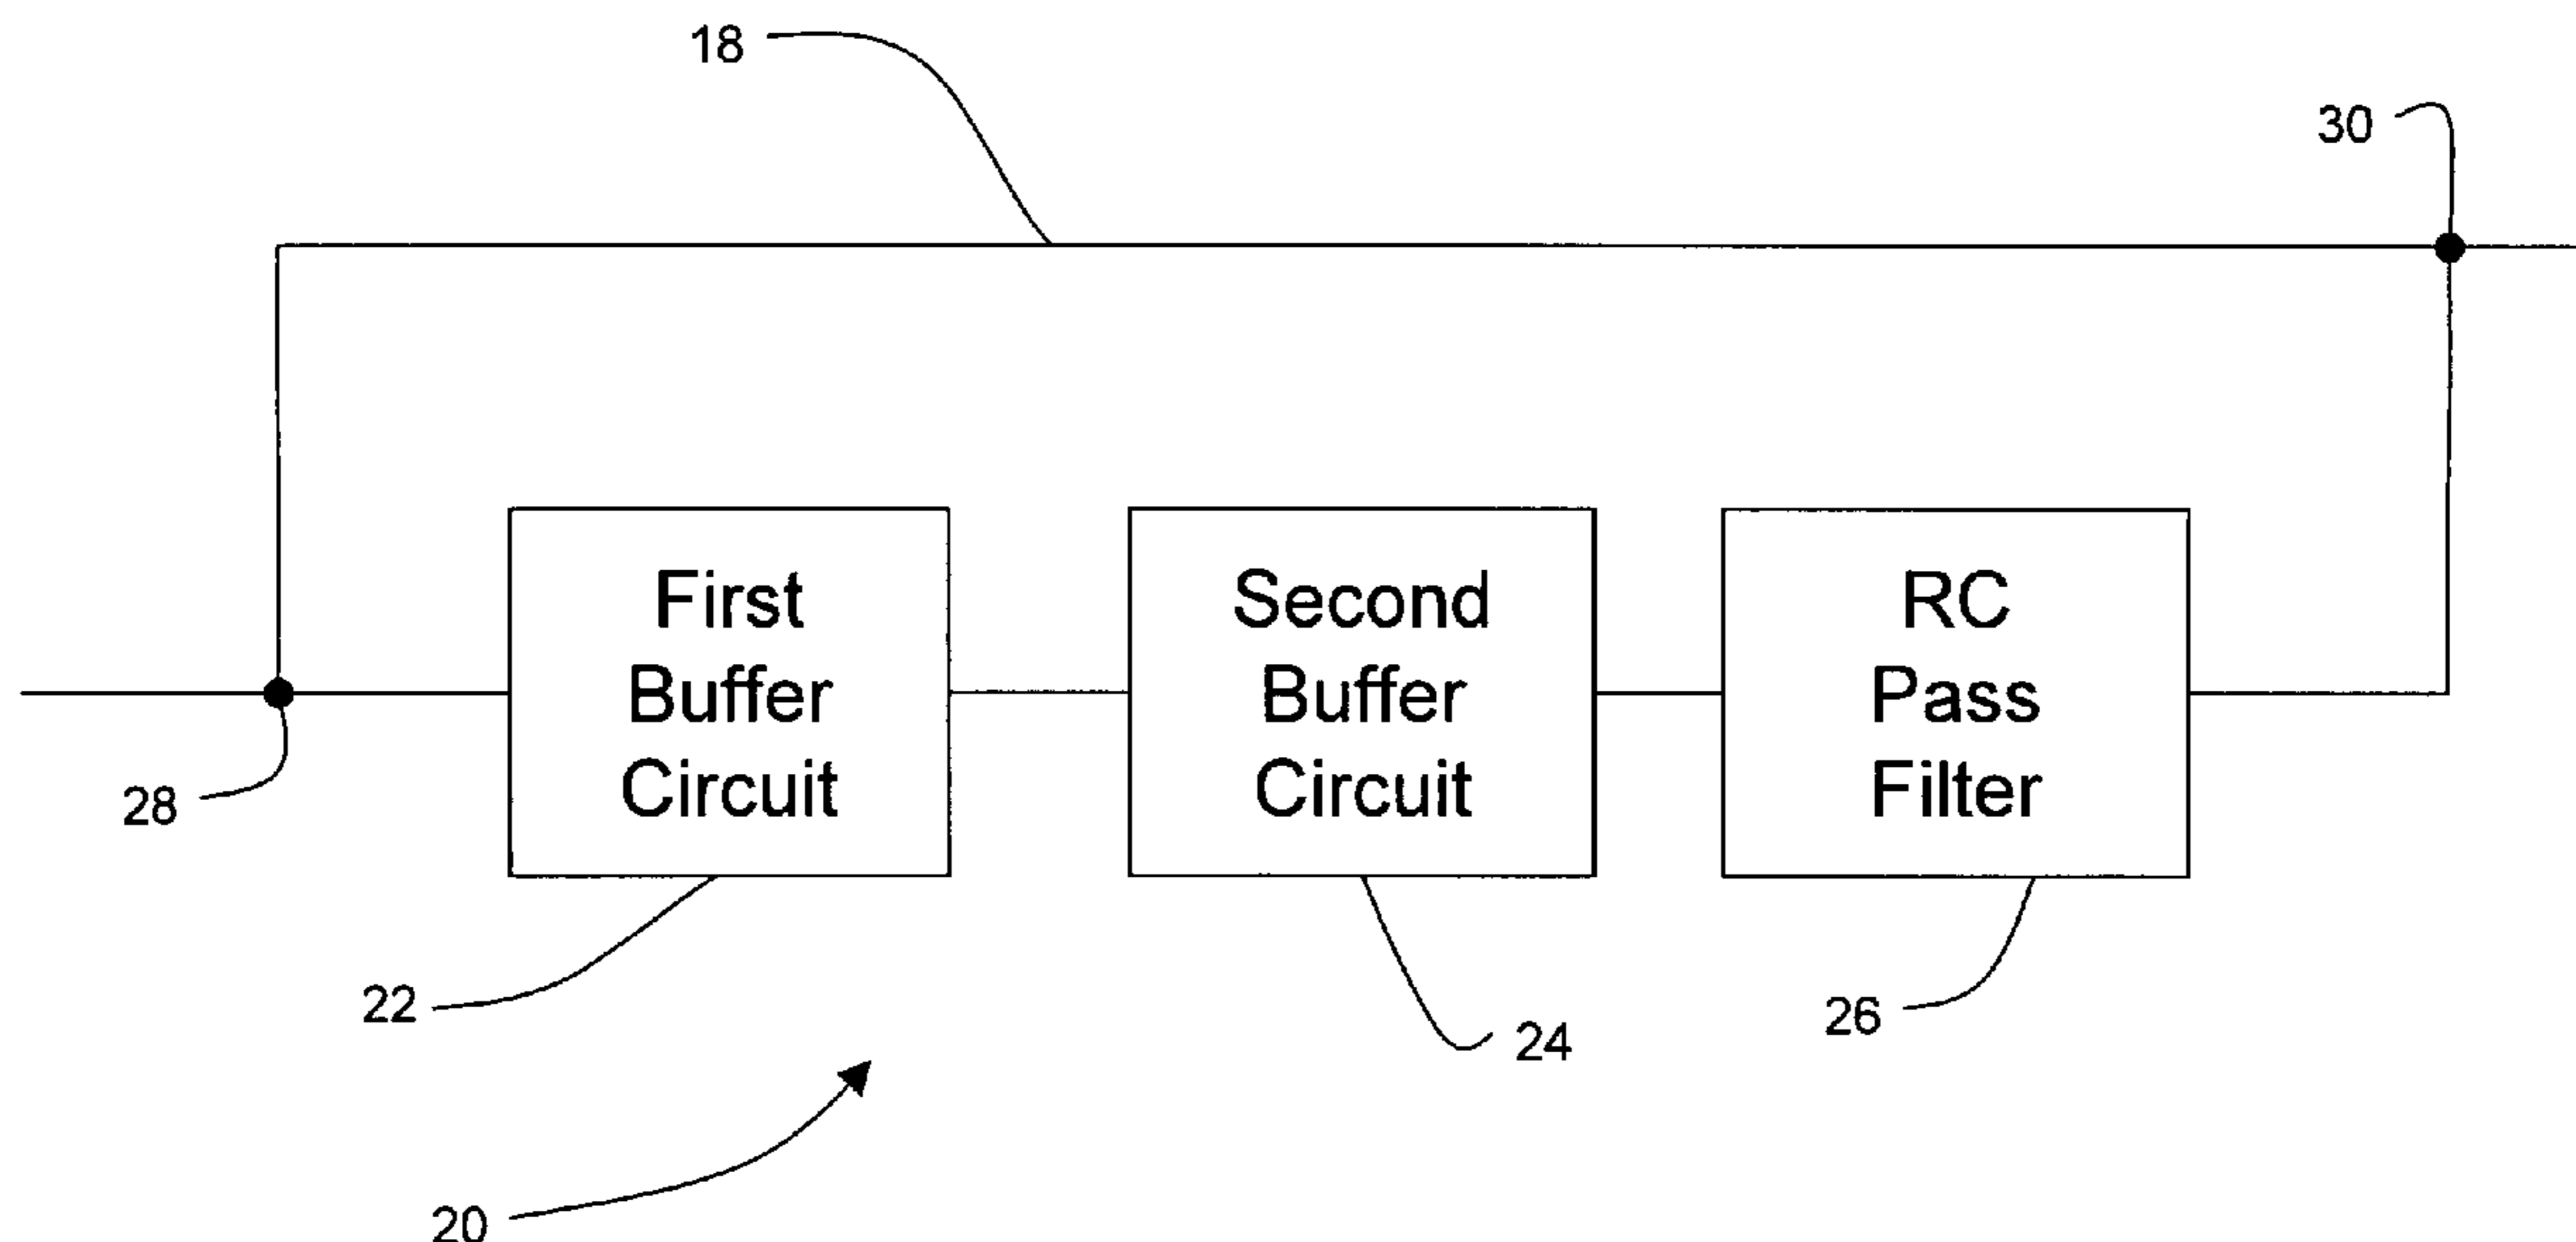 18
30
First
Buffer
Circuit
Second
Buffer
Circuit
RC
Pass
Filter
28
22
24
26
20